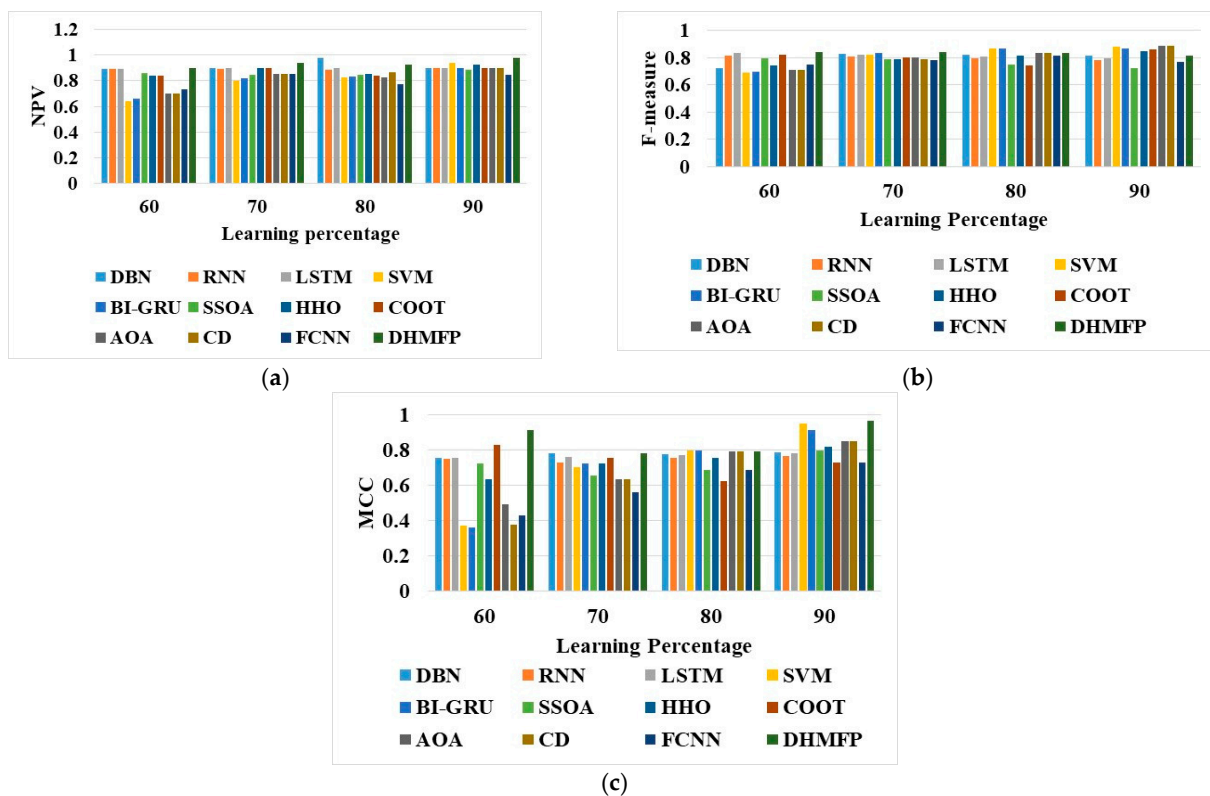 1.2
1
0.8
0.6
0.4
0.2
0
NPV
60 70 80 90
Learning percentage
DBN RNN LSTM SVM
BI-GRU SSOA HHO COOT
AOA CD FCNN DHMFP
(a)
1
0.8
0.6
0.4
0.2
0
F-measure
60 70 80 90
Learning Percentage
DBN RNN LSTM SVM
BI-GRU SSOA HHO COOT
AOA CD FCNN DHMFP
(b)
1
0.8
0.6
0.4
0.2
0
MCC
60 70 80 90
Learning Percentage
DBN RNN LSTM SVM
BI-GRU SSOA HHO COOT
AOA CD FCNN DHMFP
(c)